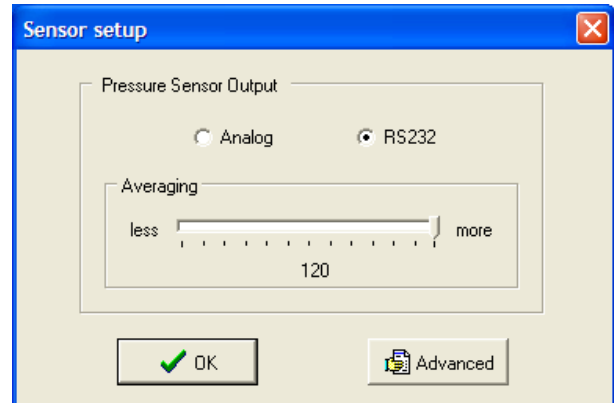 Sensor setup
Pressure Sensor Output
Analog RS232
Averaging
less more
120
OK Advanced